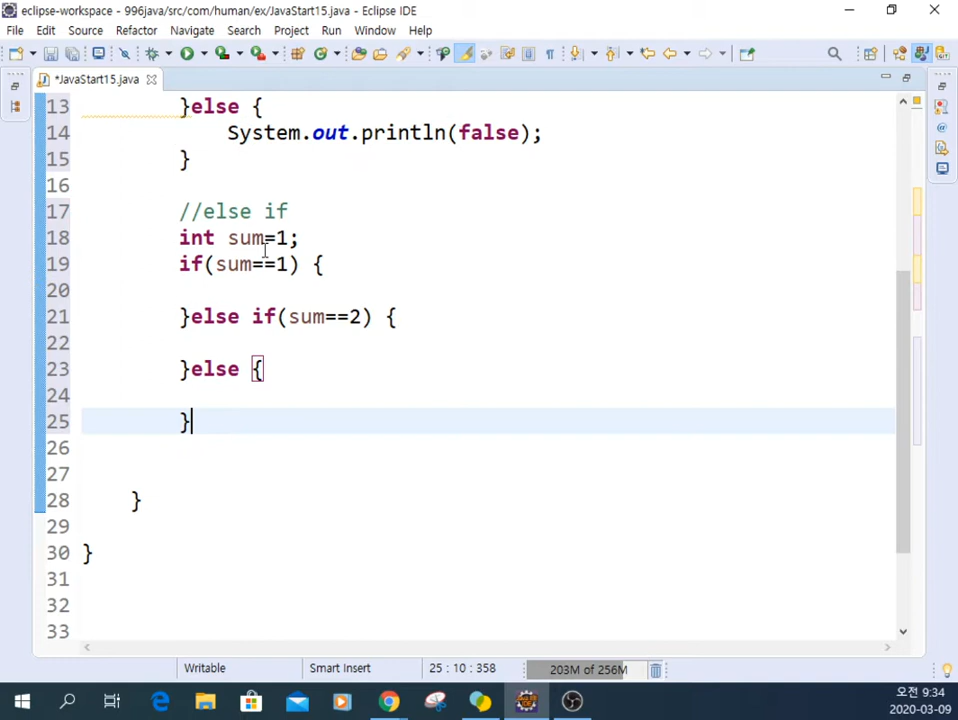 eclipse-workspace - 996java/src/com/human/ex/JavaStart15.java - Eclipse IDE
File Edit Source Refactor Navigate Search Project Run Window Help
*JavaStart15.java
13 }else {
14 System.out.println(false);
15 }
16
17 //else if
18 int sum=1;
19 if(sum==1) {
20
21 }else if(sum==2) {
22
23 }else {
24
25 }
26
27
28 }
29
30 }
31
32
33
Writable Smart Insert 25 : 10 : 358 203M of 256M
오전 9:34
2020-03-09